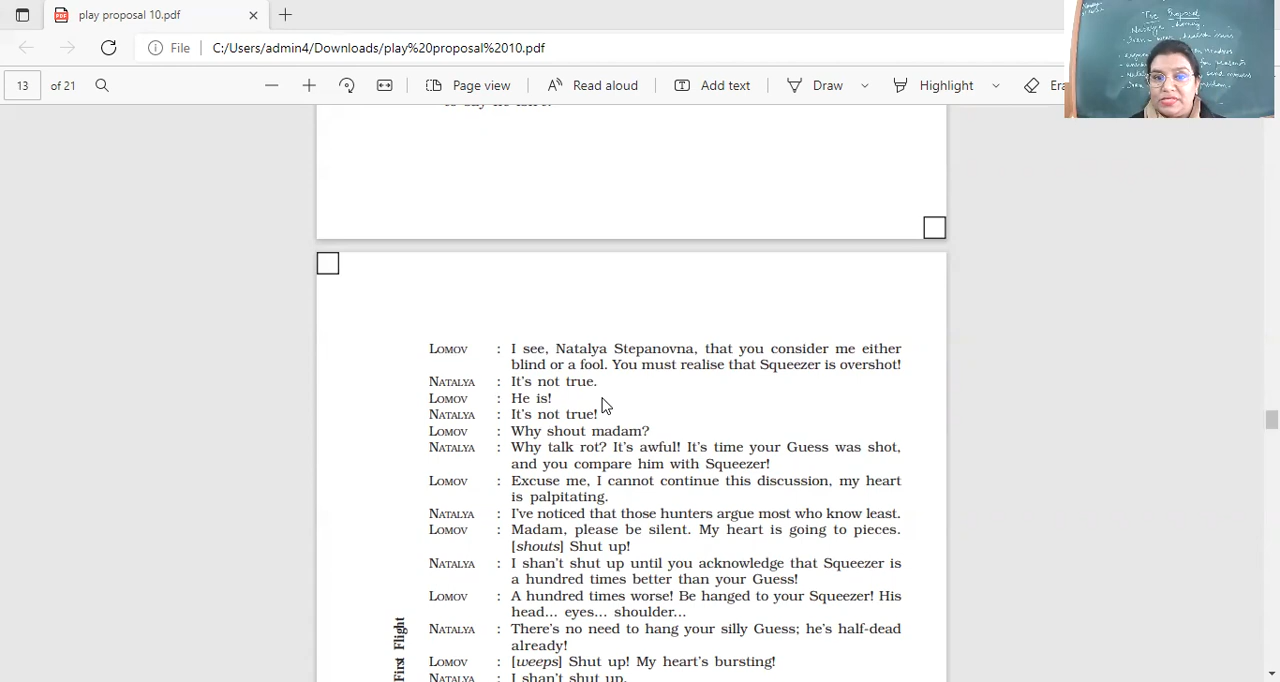 play proposal 10.pdf
File C:/Users/admin4/Downloads/play%20proposal%2010.pdf
13 of 21 Page view Read aloud Add text Draw Highlight Era
LOMOV : I see, Natalya Stepanovna, that you consider me either
blind or a fool. You must realise that Squeezer is overshot!
NATALYA : It's not true.
LOMOV : He is!
NATALYA : It's not true!
LOMOV : Why shout madam?
NATALYA : Why talk rot? It's awful! It's time your Guess was shot,
and you compare him with Squeezer!
LOMOV : Excuse me, I cannot continue this discussion, my heart
is palpitating.
NATALYA : I've noticed that those hunters argue most who know least.
LOMOV : Madam, please be silent. My heart is going to pieces.
[shouts] Shut up!
NATALYA : I shan't shut up until you acknowledge that Squeezer is
a hundred times better than your Guess!
LOMOV : A hundred times worse! Be hanged to your Squeezer! His
head... eyes... shoulder...
NATALYA : There's no need to hang your silly Guess; he's half-dead
already!
LOMOV : [weeps] Shut up! My heart's bursting!
NATALYA : I shan't shut up.
First Flight
The Proposal